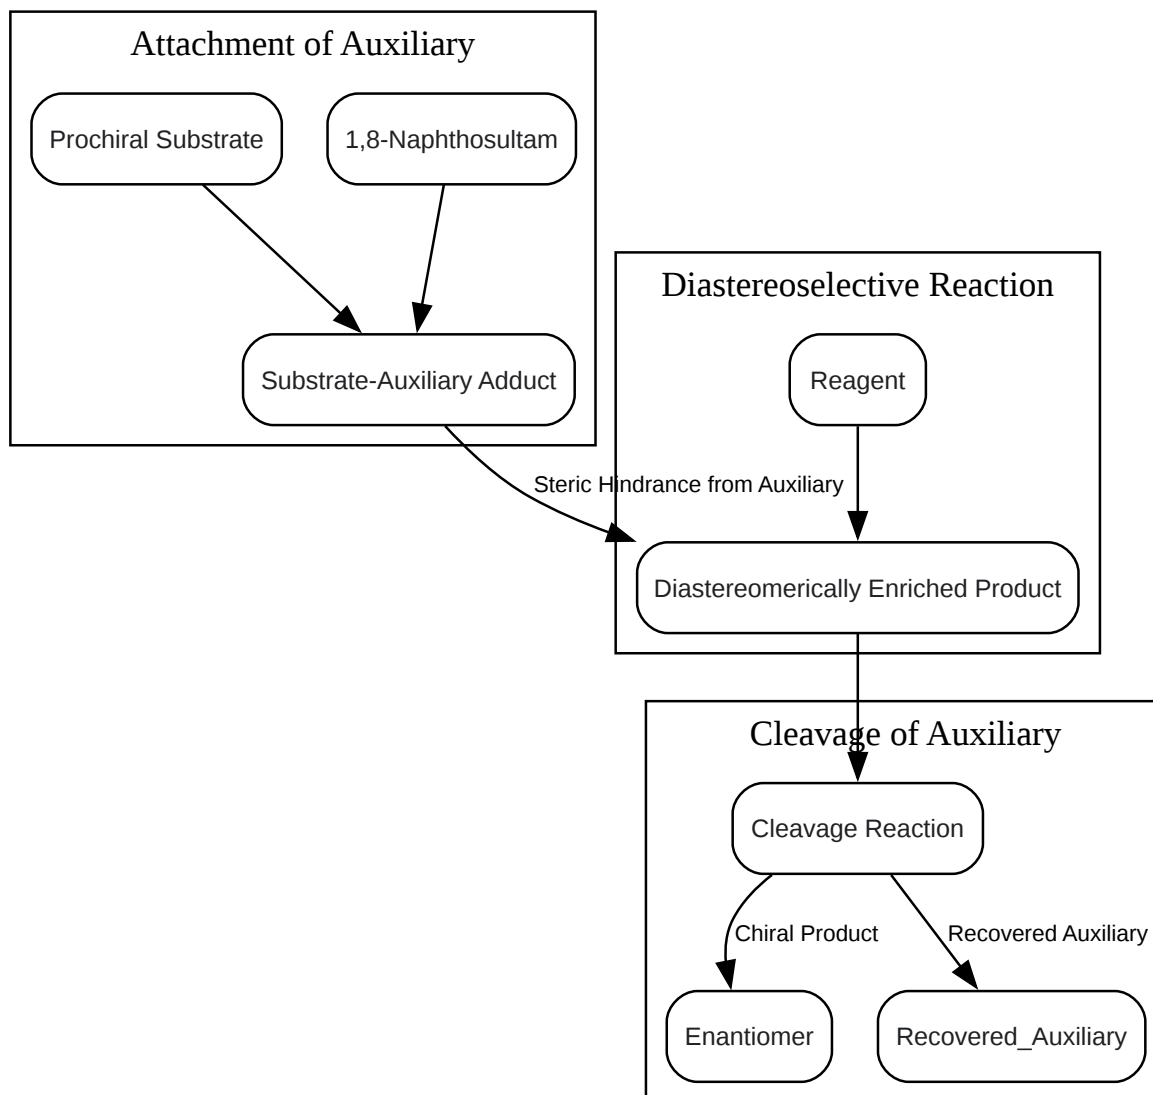 Attachment of Auxiliary
Prochiral Substrate
1,8-Naphthosultam
Substrate-Auxiliary Adduct
Diastereoselective Reaction
Reagent
Steric Hindrance from Auxiliary
Diastereomerically Enriched Product
Cleavage of Auxiliary
Cleavage Reaction
Chiral Product
Recovered Auxiliary
Enantiomer
Recovered_Auxiliary